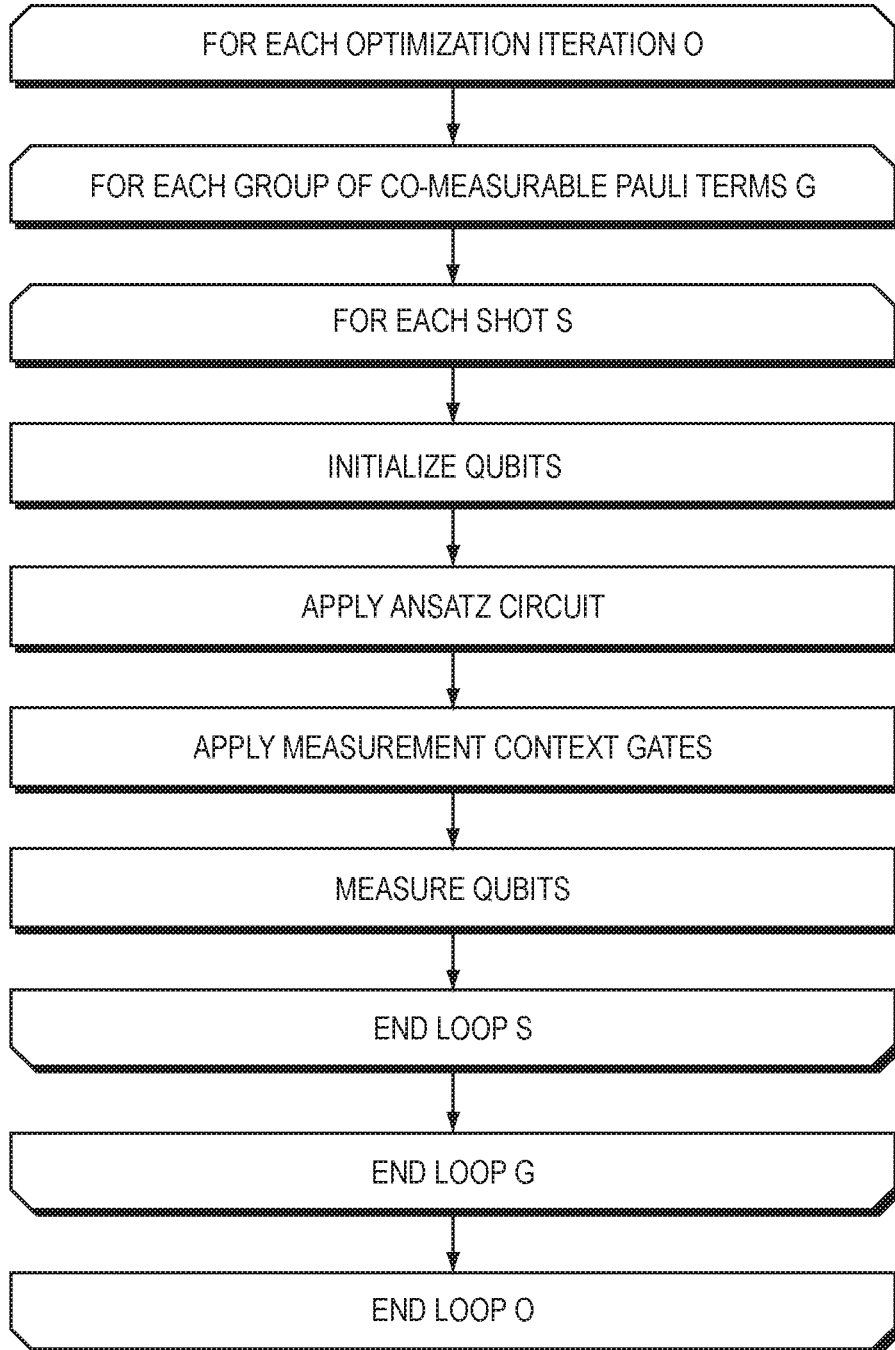 FOR EACH OPTIMIZATION ITERATION O
FOR EACH GROUP OF CO-MEASURABLE PAULI TERMS G
FOR EACH SHOT S
INITIALIZE QUBITS
APPLY ANSATZ CIRCUIT
APPLY MEASUREMENT CONTEXT GATES
MEASURE QUBITS
END LOOP S
END LOOP G
END LOOP O